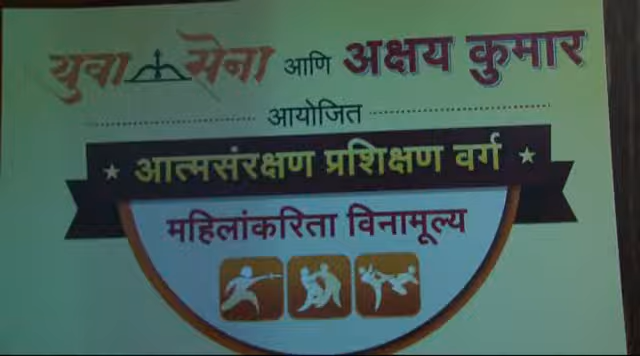 युवा सेना आणि अक्षय कुमार
आयोजित
आत्मसंरक्षण प्रशिक्षण वर्ग
महिलांकरिता विनामूल्य